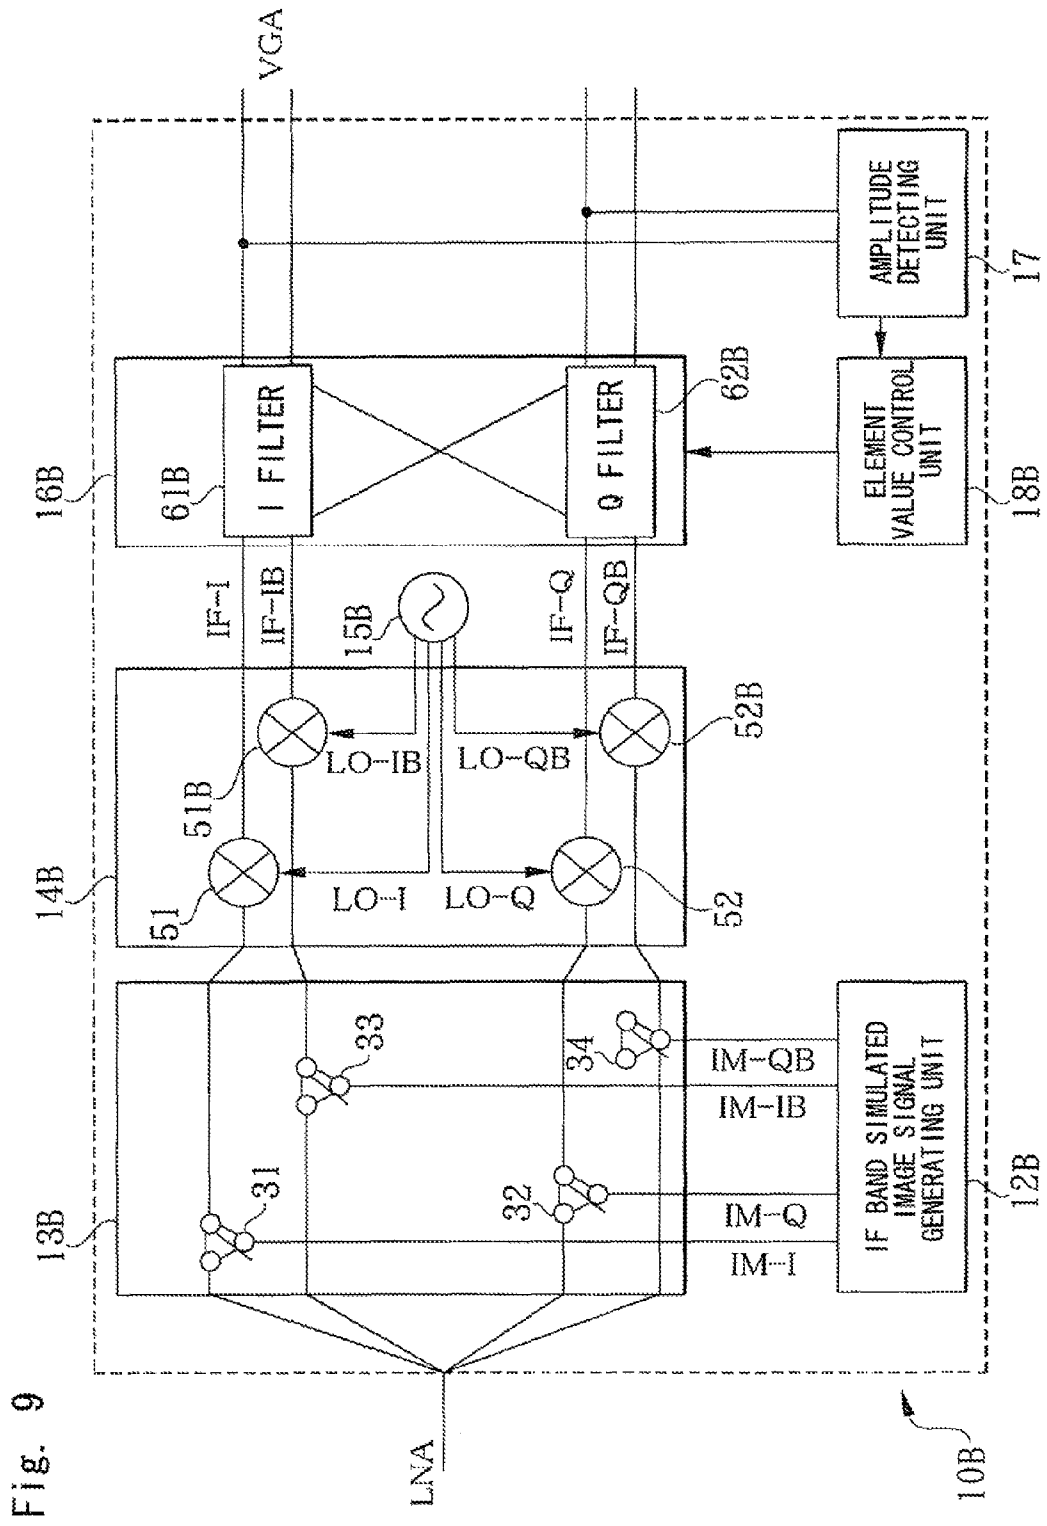 Fig. 9
10B
LNA
13B
31
33
32
34
IM-I
IM-Q
IM-IB
IM-QB
IF BAND SIMULATED
IMAGE SIGNAL
GENERATING UNIT
12B
14B
51
51B
LO-I
LO-IB
LO-Q
LO-QB
52
52B
15B
IF-I
IF-IB
IF-Q
IF-QB
16B
61B
I FILTER
Q FILTER
62B
ELEMENT
VALUE CONTROL
UNIT
18B
AMPLITUDE
DETECTING
UNIT
17
VGA